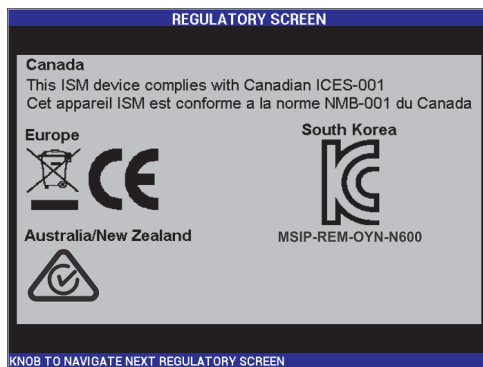 REGULATORY SCREEN
Canada
This ISM device complies with Canadian ICES-001
Cet appareil ISM est conforme a la norme NMB-001 du Canada
Europe
CE
South Korea
MSIP-REM-OYN-N600
Australia/New Zealand
KNOB TO NAVIGATE NEXT REGULATORY SCREEN